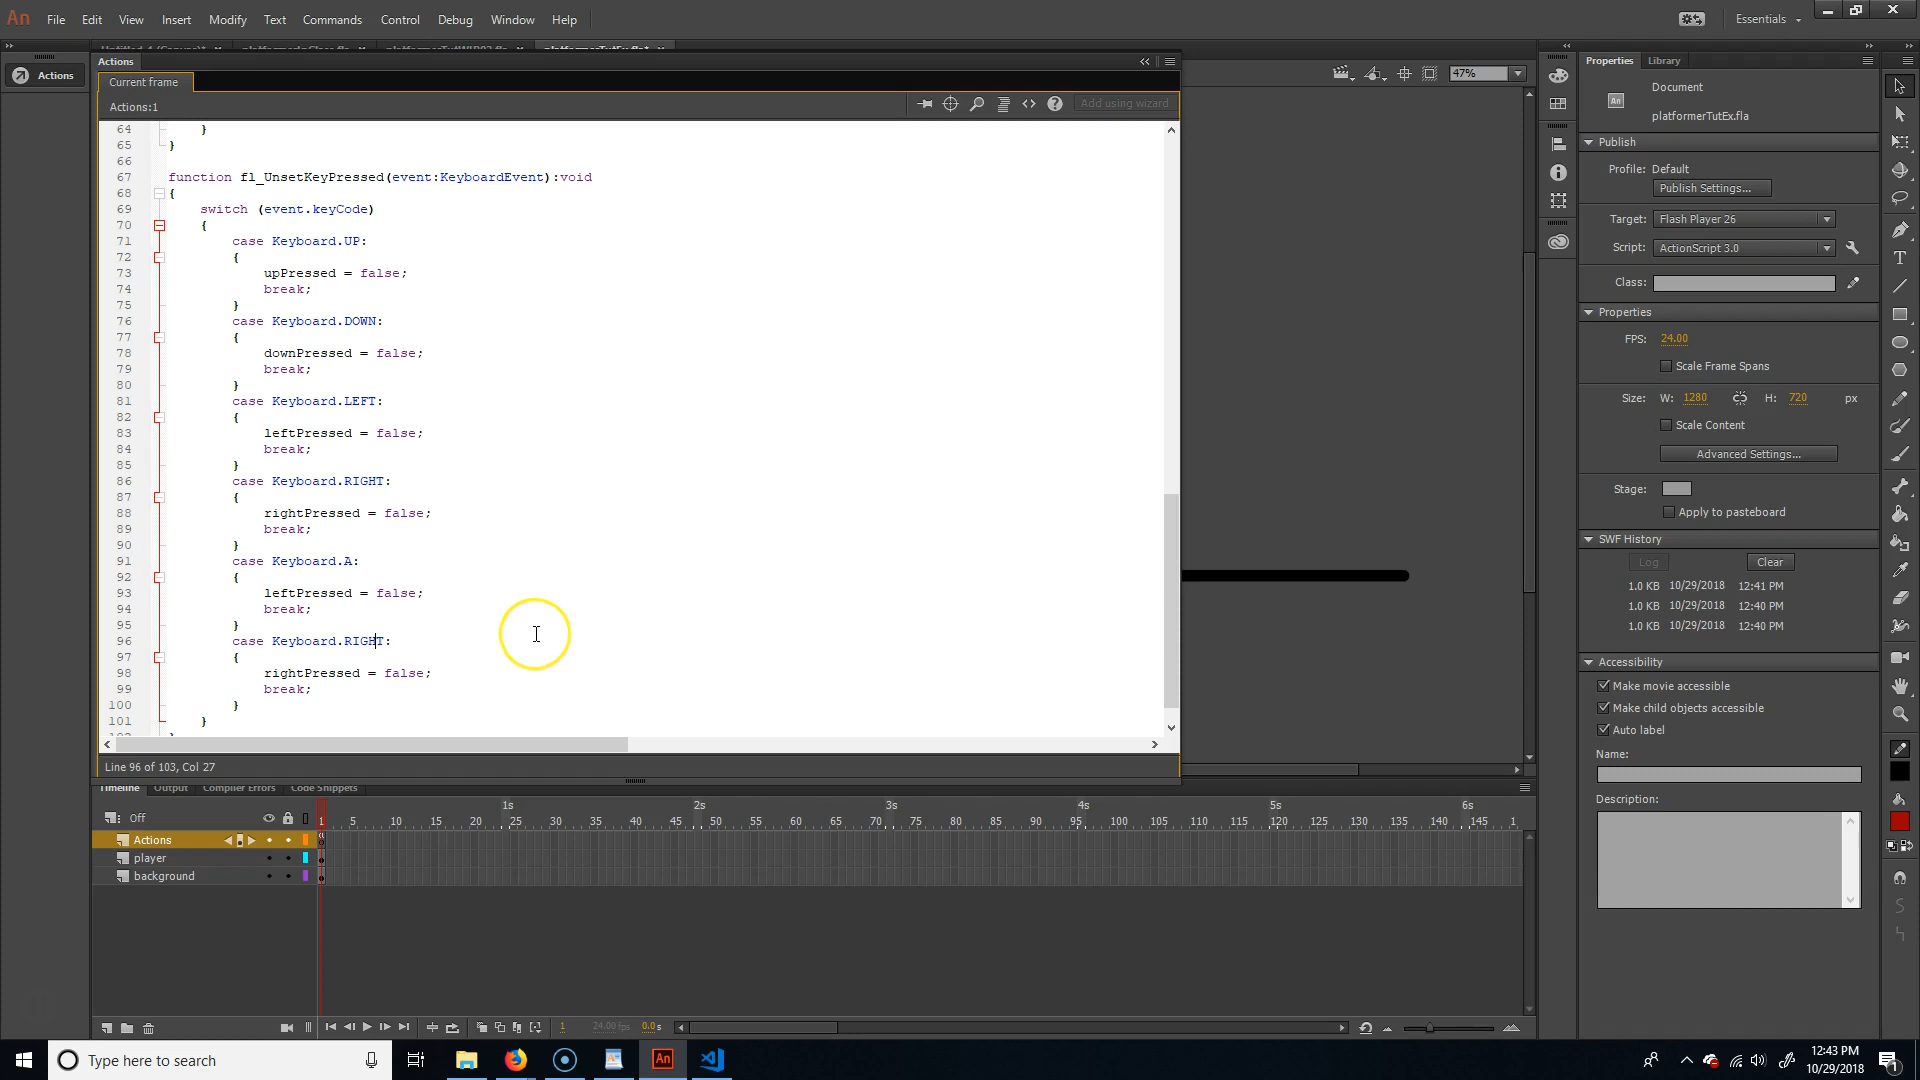 An File Edit View Insert Modify Text Commands Control Debug Window Help Essentials
Actions
Actions
Current frame
Actions:1
Add using wizard
47%
64 }
65 }
66
67 function fl_UnsetKeyPressed(event:KeyboardEvent):void
68 {
69 switch (event.keyCode)
70 {
71 case Keyboard.UP:
72 {
73 upPressed = false;
74 break;
75 }
76 case Keyboard.DOWN:
77 {
78 downPressed = false;
79 break;
80 }
81 case Keyboard.LEFT:
82 {
83 leftPressed = false;
84 break;
85 }
86 case Keyboard.RIGHT:
87 {
88 rightPressed = false;
89 break;
90 }
91 case Keyboard.A:
92 {
93 leftPressed = false;
94 break;
95 }
96 case Keyboard.RIGHT:
97 {
98 rightPressed = false;
99 break;
100 }
101 }
Line 96 of 103, Col 27
Timeline Output Compiler Errors Code Snippets
Off
1s 2s 3s 4s 5s 6s
1 5 10 15 20 25 30 35 40 45 50 55 60 65 70 75 80 85 90 95 100 105 110 115 120 125 130 135 140 145 1
Actions
player
background
1 24.00 fps 0.0 s
Properties Library
Document
An
platformerTutEx.fla
Publish
Profile: Default
Publish Settings...
Target: Flash Player 26
Script: ActionScript 3.0
Class:
Properties
FPS: 24.00
Scale Frame Spans
Size: W: 1280 H: 720 px
Scale Content
Advanced Settings...
Stage:
Apply to pasteboard
SWF History
Log Clear
1.0 KB 10/29/2018 12:41 PM
1.0 KB 10/29/2018 12:40 PM
1.0 KB 10/29/2018 12:40 PM
Accessibility
Make movie accessible
Make child objects accessible
Auto label
Name:
Description:
Type here to search
An
12:43 PM
10/29/2018
1